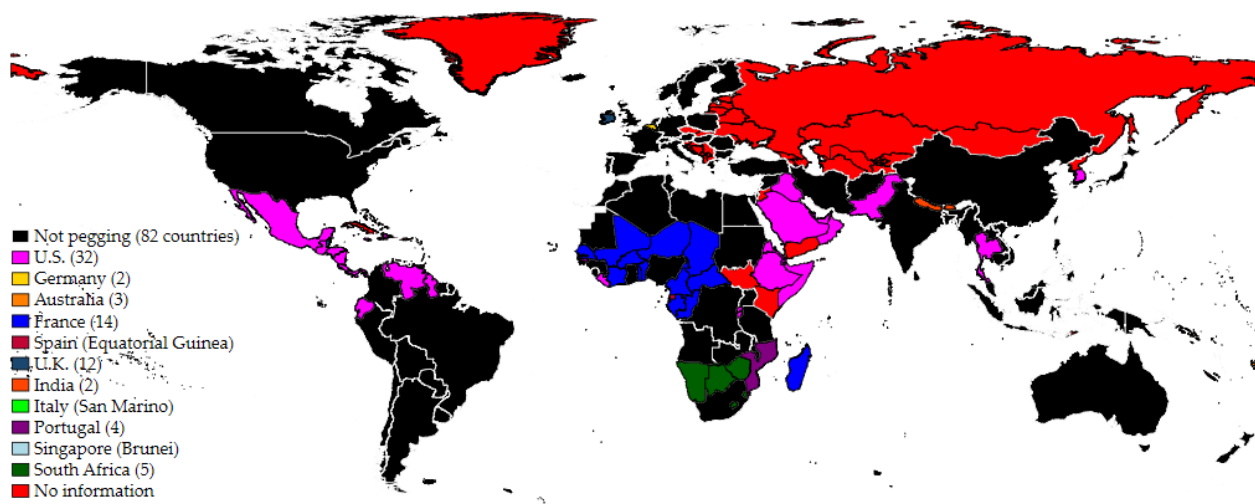 Not pegging (82 countries)
U.S. (32)
Germany (2)
Australia (3)
France (14)
Spain (Equatorial Guinea)
U.K. (12)
India (2)
Italy (San Marino)
Portugal (4)
Singapore (Brunei)
South Africa (5)
No information